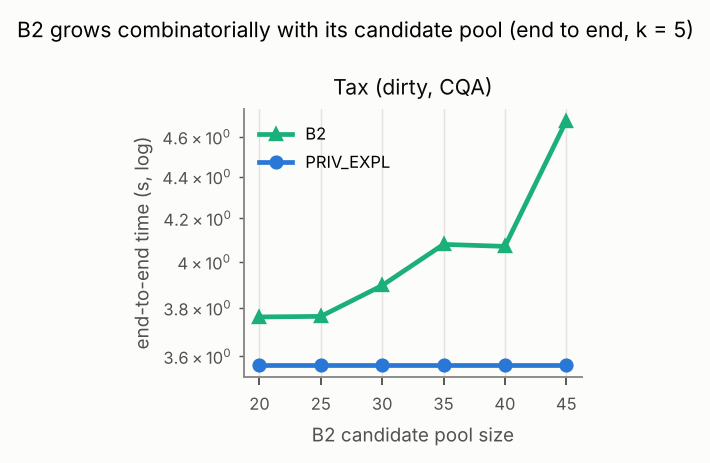 B2 grows combinatorially with its candidate pool (end to end, k = 5)
Tax (dirty, CQA)
B2
PRIV_EXPL
end-to-end time (s, log)
4.6 × 10⁰
4.4 × 10⁰
4.2 × 10⁰
4 × 10⁰
3.8 × 10⁰
3.6 × 10⁰
20 25 30 35 40 45
B2 candidate pool size